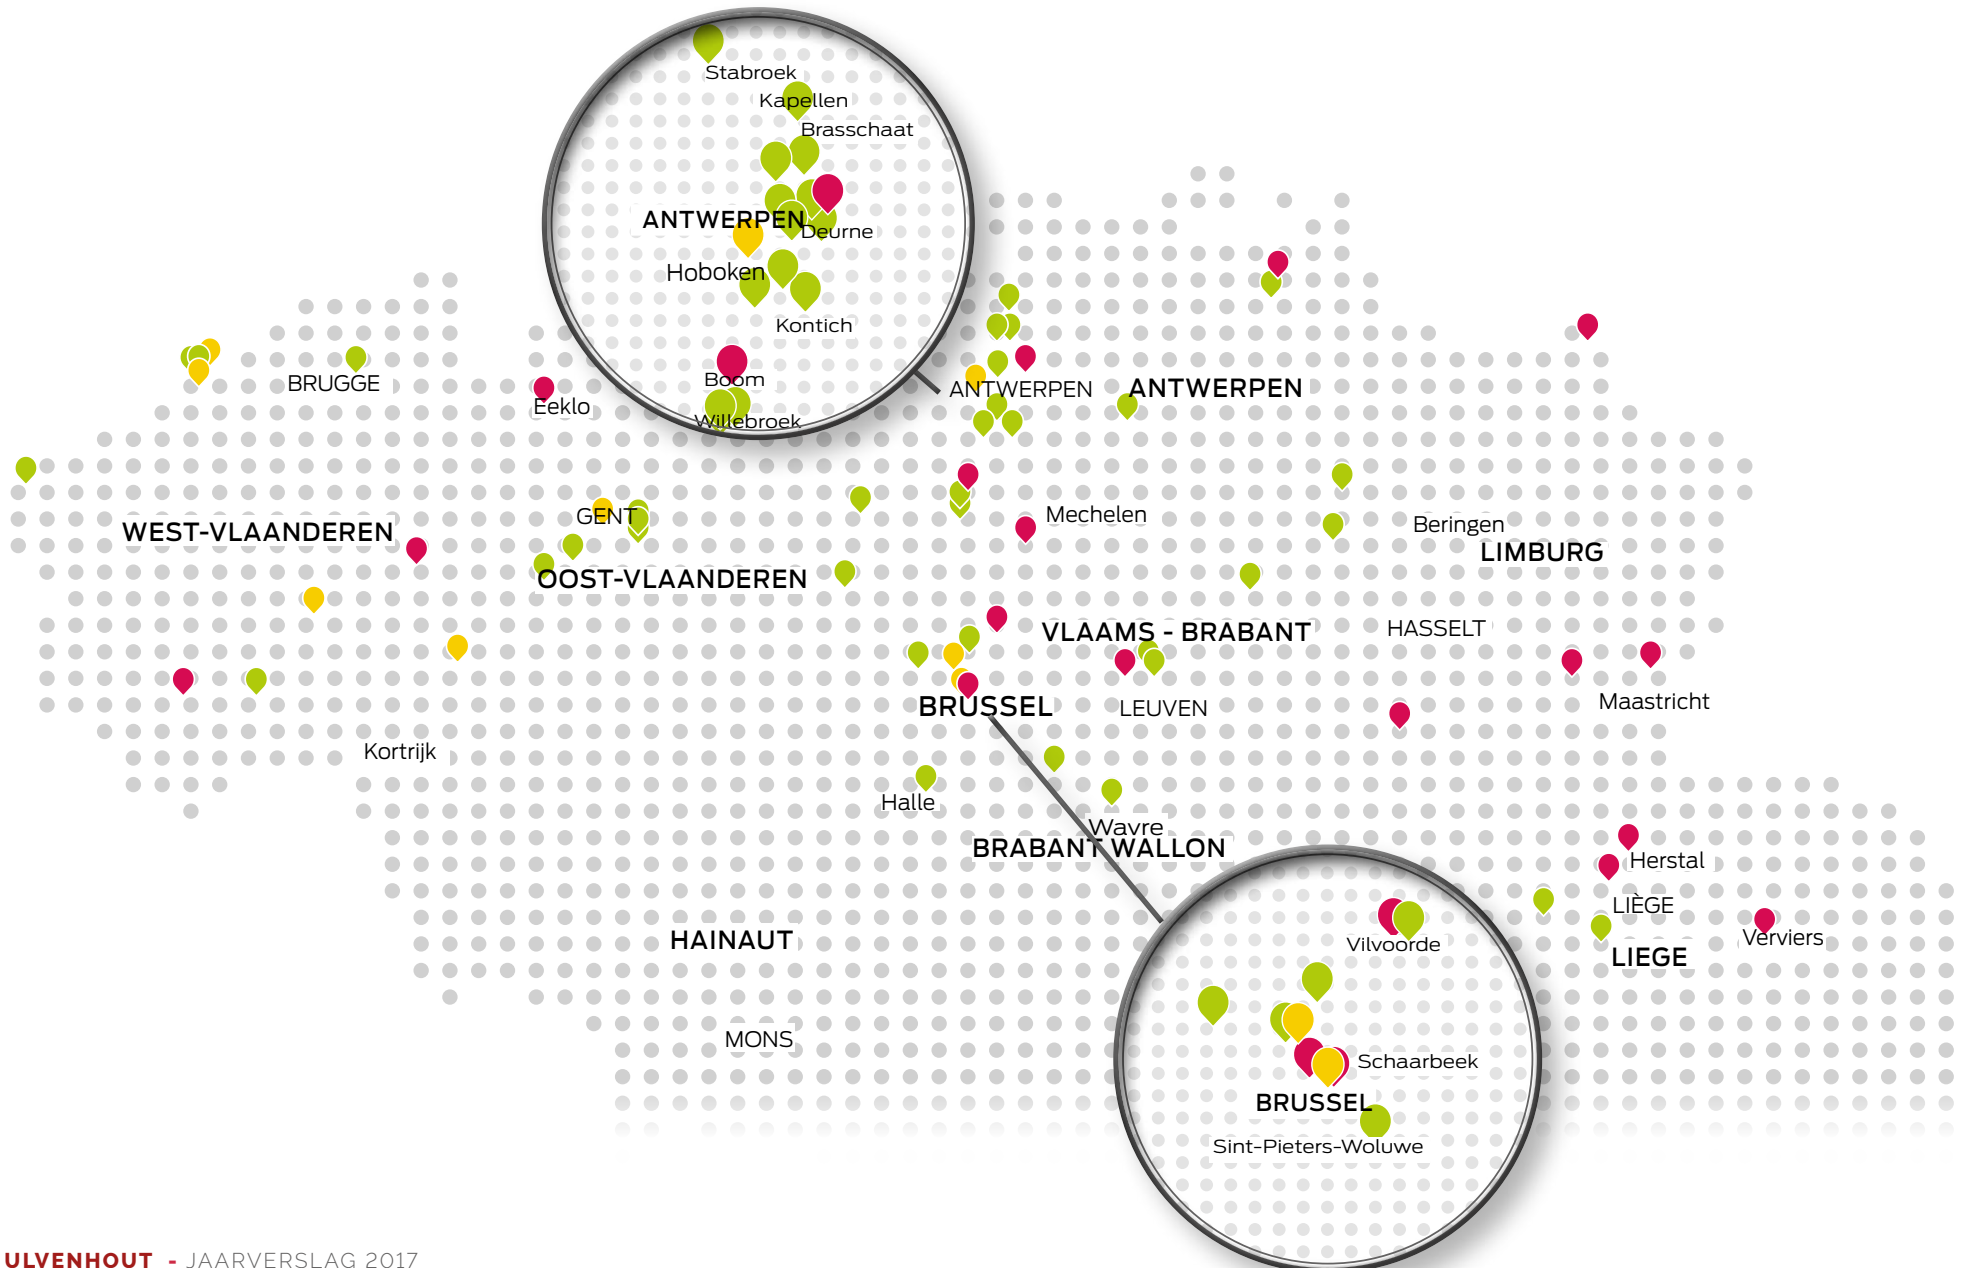 Stabroek
Kapellen
Brasschaat
ANTWERPEN
Deurne
Hoboken
Kontich
Boom
Willebroek
BRUGGE
Eeklo
ANTWERPEN
ANTWERPEN
WEST-VLAANDEREN
GENT
Mechelen
Beringen
LIMBURG
OOST-VLAANDEREN
VLAAMS - BRABANT
HASSELT
BRUSSEL
LEUVEN
Maastricht
Kortrijk
Halle
Wavre
BRABANT WALLON
Herstal
LIÈGE
HAINAUT
Verviers
LIEGE
MONS
Vilvoorde
Schaarbeek
BRUSSEL
Sint-Pieters-Woluwe
ULVENHOUT - JAARVERSLAG 2017